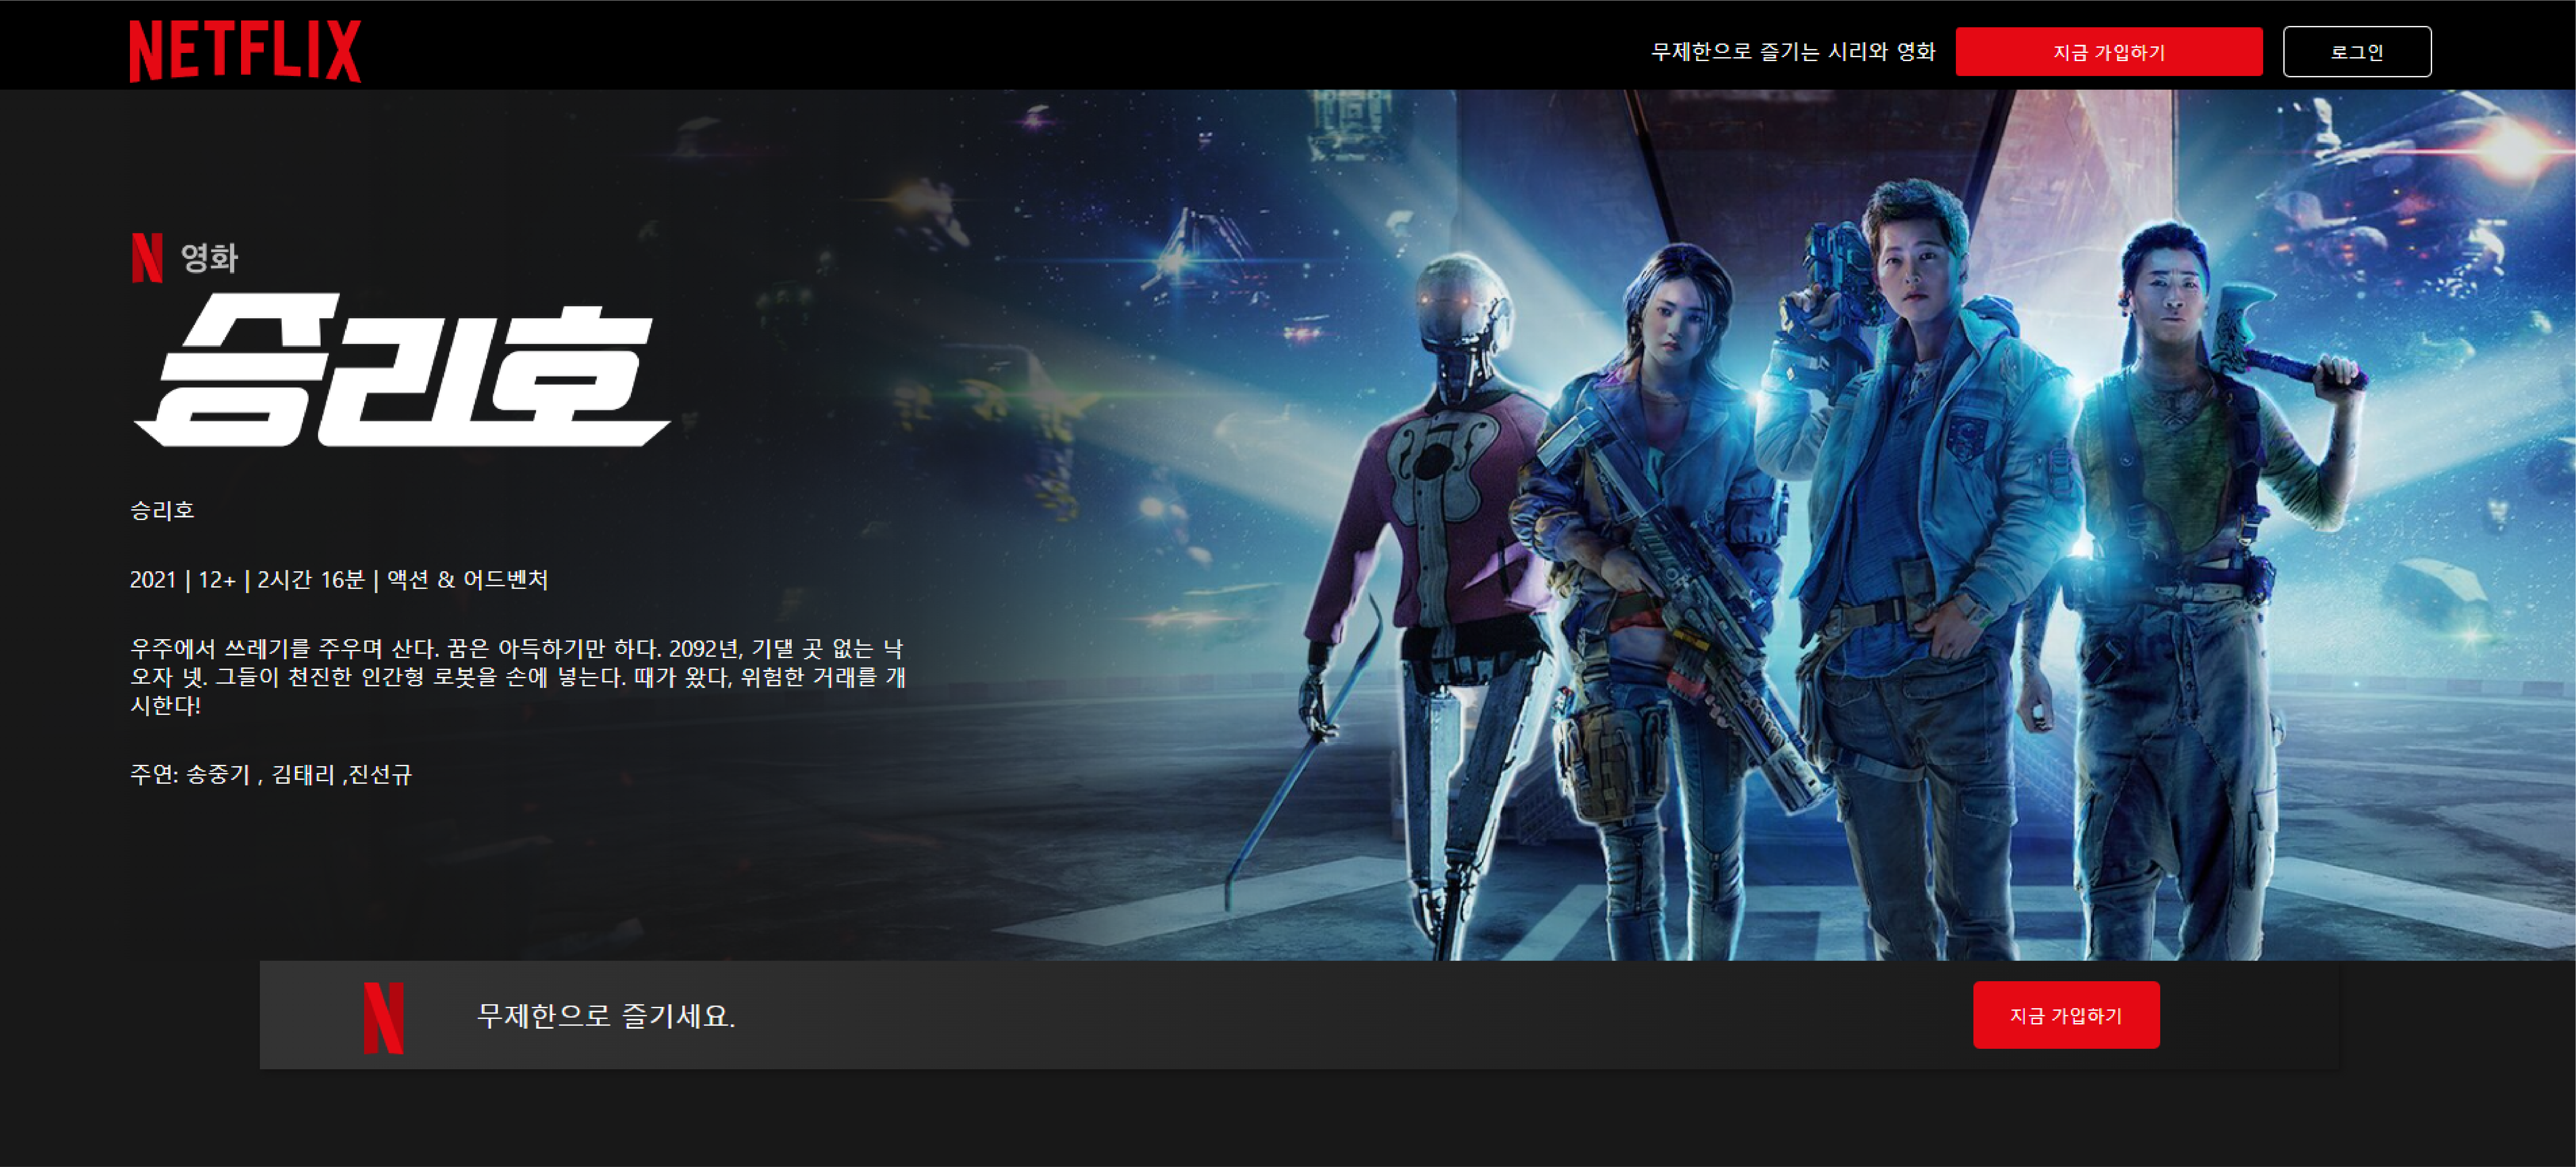 NETFLIX
무제한으로 즐기는 시리와 영화
지금 가입하기
로그인
N 영화
승리호
승리호
2021 | 12+ | 2시간 16분 | 액션 & 어드벤처
우주에서 쓰레기를 주우며 산다. 꿈은 아득하기만 하다. 2092년, 기댈 곳 없는 낙
오자 넷. 그들이 천진한 인간형 로봇을 손에 넣는다. 때가 왔다, 위험한 거래를 개
시한다!
주연: 송중기 , 김태리 ,진선규
N
무제한으로 즐기세요.
지금 가입하기